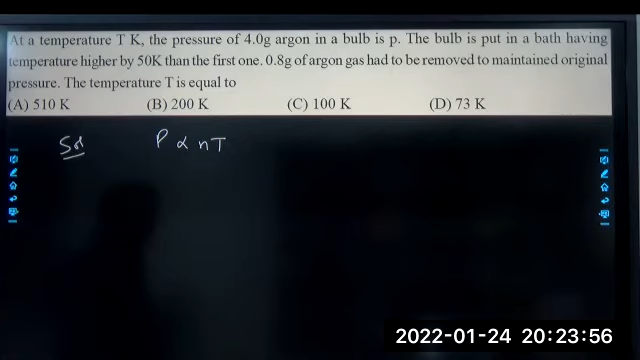 At a temperature T K, the pressure of 4.0g argon in a bulb is p. The bulb is put in a bath having
temperature higher by 50K than the first one. 0.8g of argon gas had to be removed to maintained original
pressure. The temperature T is equal to
(A) 510 K (B) 200 K (C) 100 K (D) 73 K
Sol P ∝ nT
2022-01-24 20:23:56